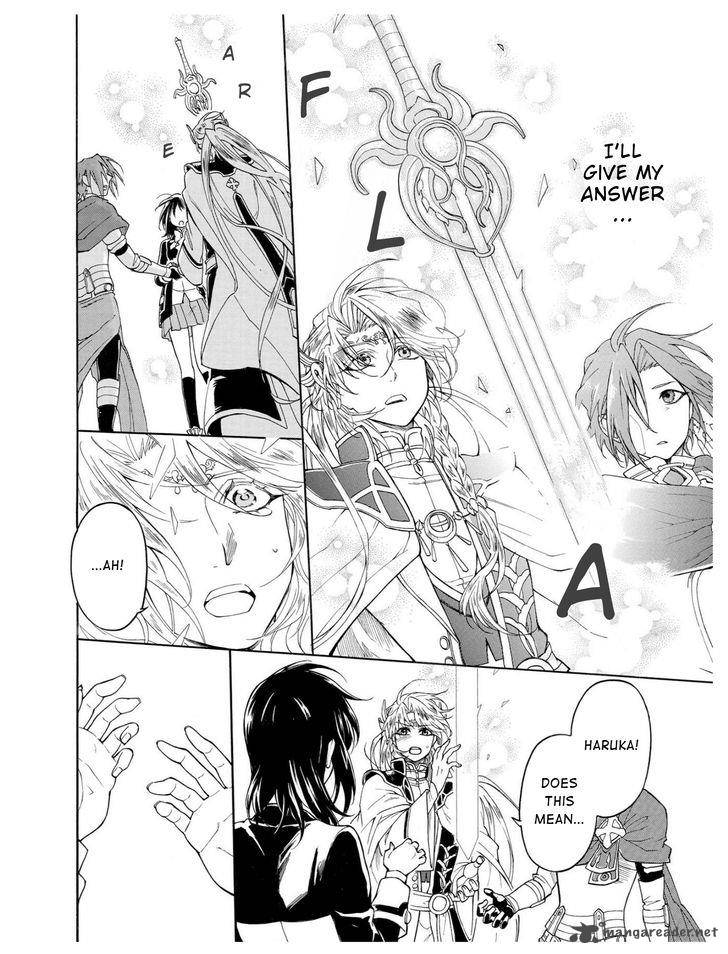 I'LL
GIVE MY
ANSWER
...
F
L
A
R
E
A
...AH!
HARUKA!
DOES
THIS
MEAN...
mangareader.net